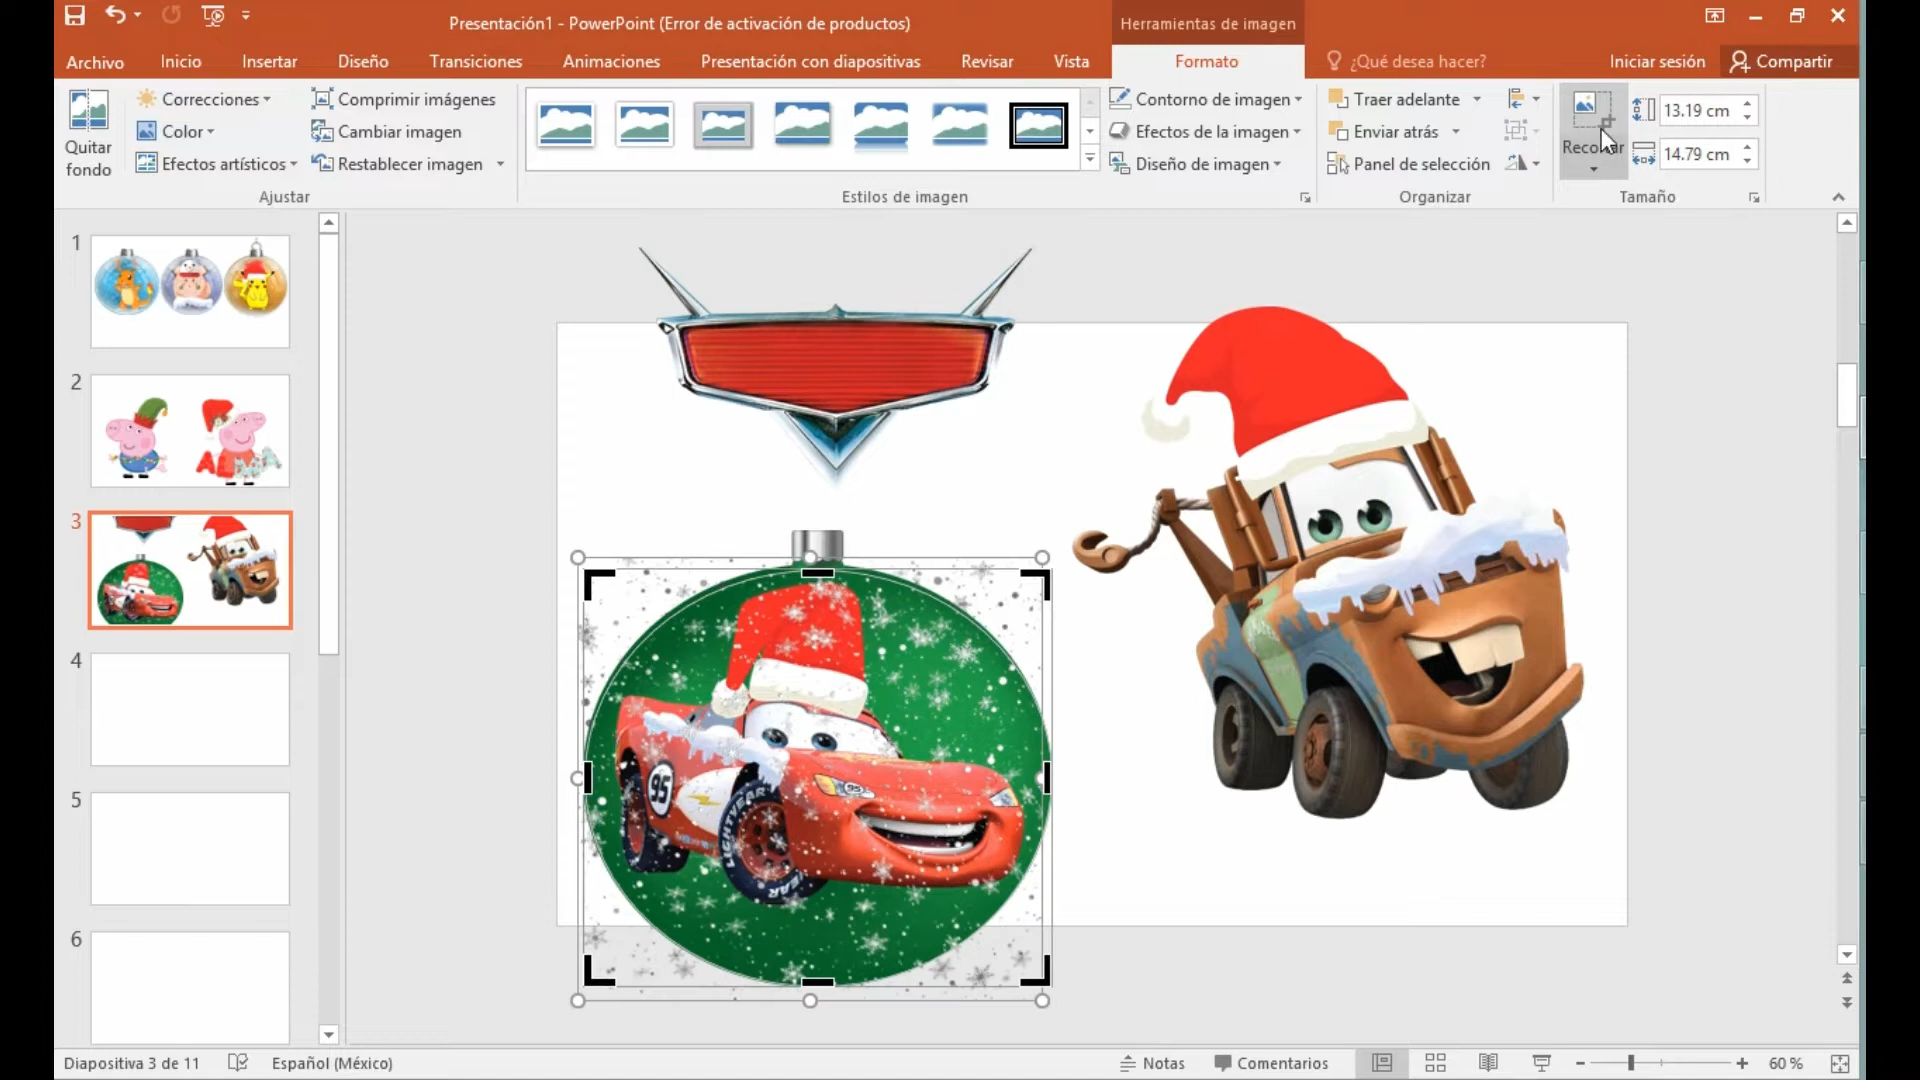 Presentación1 - PowerPoint (Error de activación de productos)
Herramientas de imagen
Archivo
Inicio
Insertar
Diseño
Transiciones
Animaciones
Presentación con diapositivas
Revisar
Vista
Formato
¿Qué desea hacer?
Iniciar sesión
Compartir
Quitar fondo
Correcciones
Color
Efectos artísticos
Comprimir imágenes
Cambiar imagen
Restablecer imagen
Ajustar
Estilos de imagen
Contorno de imagen
Efectos de la imagen
Diseño de imagen
Traer adelante
Enviar atrás
Panel de selección
Organizar
13.19 cm
14.79 cm
Tamaño
1
2
3
4
5
6
95
95
LIGHTYEAR
Diapositiva 3 de 11
Español (México)
Notas
Comentarios
60 %